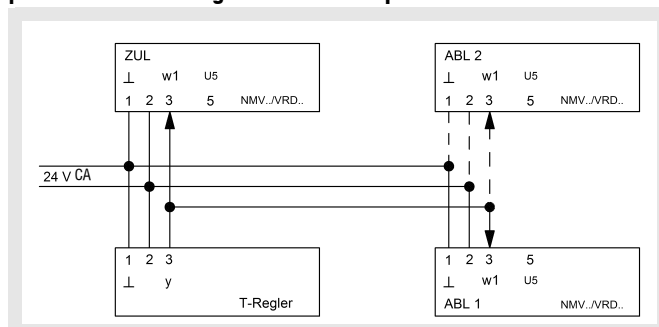 ZUL
⊥ w1 U5
1 2 3 5 NMV../VRD..
ABL 2
⊥ w1 U5
1 2 3 5 NMV../VRD..
24 V CA
1 2 3
⊥ y
T-Regler
1 2 3 5
⊥ w1 U5
ABL 1 NMV../VRD..